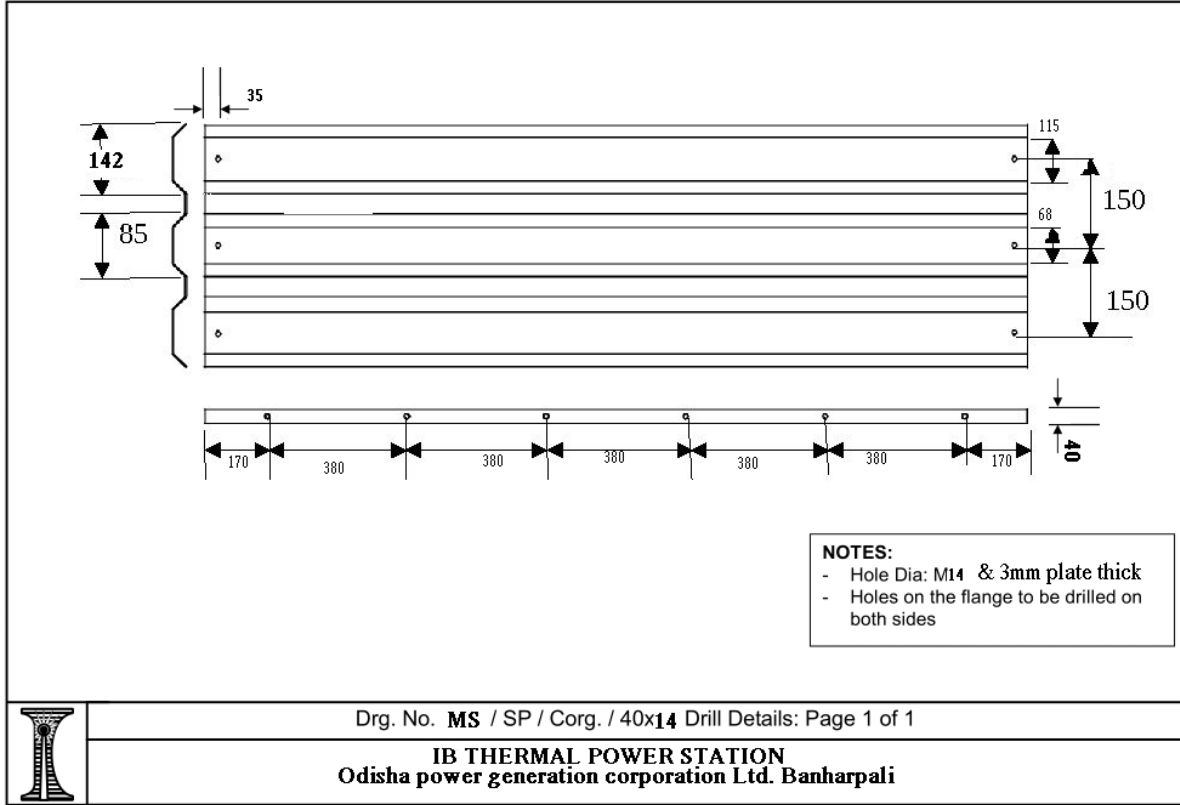 35
115
142
150
68
85
150
170
380
380
380
380
380
170
40
NOTES:
- Hole Dia: M14 & 3mm plate thick
- Holes on the flange to be drilled on
both sides
Drg. No. MS / SP / Corg. / 40x14 Drill Details: Page 1 of 1
IB THERMAL POWER STATION
Odisha power generation corporation Ltd. Banharpali